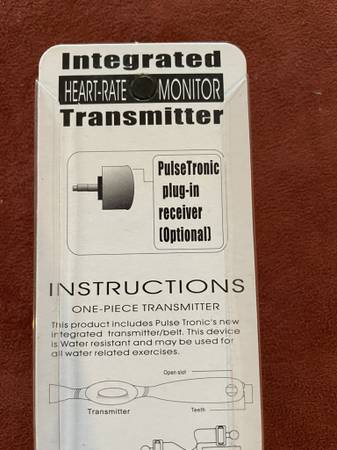 Integrated
HEART-RATE MONITOR
Transmitter
PulseTronic
plug-in
receiver
(Optional)
INSTRUCTIONS
ONE-PIECE TRANSMITTER
This product includes Pulse Tronic's new
integrated transmitter/belt. This device
is Water resistant and may be used for
all water related exercises.
Open slot
Transmitter
Teeth